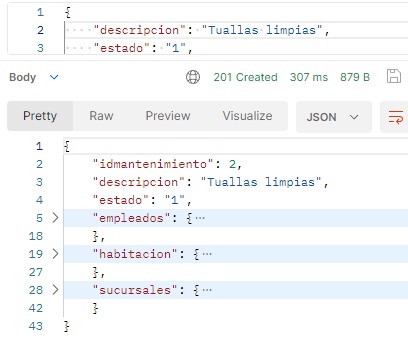 1 {
2 "descripcion": "Tuallas limpias",
3 "estado": "1",
Body 201 Created 307 ms 879 B
Pretty Raw Preview Visualize JSON
1 {
2 "idmantenimiento": 2,
3 "descripcion": "Tuallas limpias",
4 "estado": "1",
5 "empleados": {⋯
18 },
19 "habitacion": {⋯
27 },
28 "sucursales": {⋯
42 }
43 }